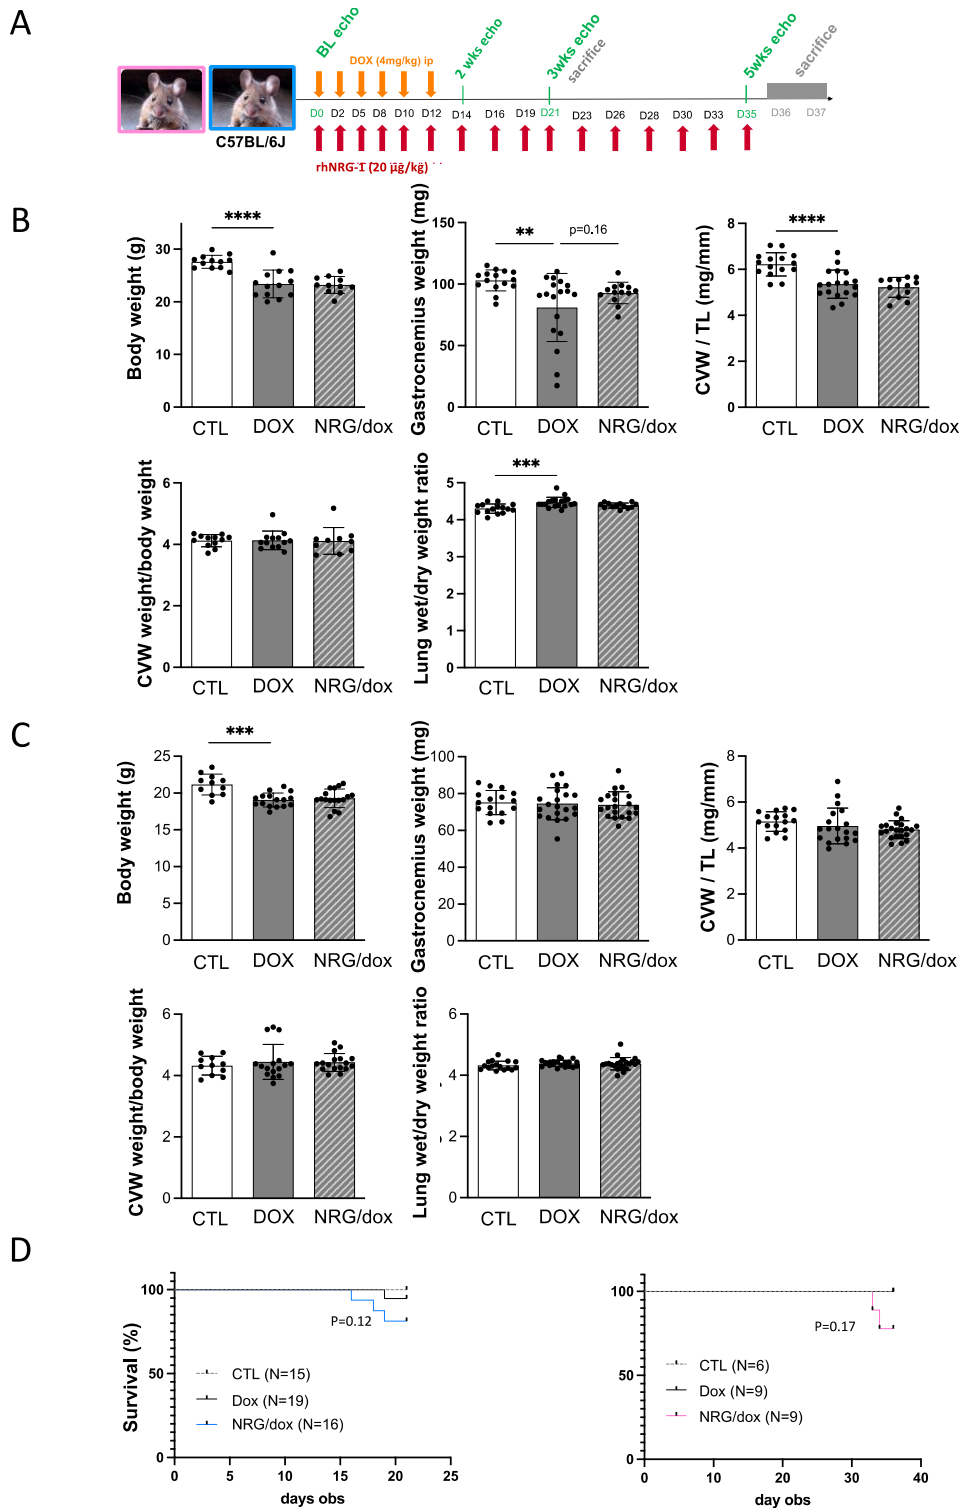 A
BL echo
DOX (4mg/kg) ip
2 wks echo
3wks echo
sacrifice
5wks echo
sacrifice
D0 D2 D5 D8 D10 D12 D14 D16 D19 D21 D23 D26 D28 D30 D33 D35 D36 D37
C57BL/6J
rhNRG-1 (20 µg/kg)
B
Body weight (g)
30
20
10
0
****
CTL DOX NRG/dox
Gastrocnemius weight (mg)
150
100
50
0
**
p=0.16
CTL DOX NRG/dox
CVW / TL (mg/mm)
8
6
4
2
0
****
CTL DOX NRG/dox
CVW weight/body weight
6
4
2
0
CTL DOX NRG/dox
Lung wet/dry weight ratio
5
4
3
2
1
0
***
CTL DOX NRG/dox
C
Body weight (g)
25
20
15
10
5
0
***
CTL DOX NRG/dox
Gastrocnemius weight (mg)
100
80
60
40
20
0
CTL DOX NRG/dox
CVW / TL (mg/mm)
8
6
4
2
0
CTL DOX NRG/dox
CVW weight/body weight
6
4
2
0
CTL DOX NRG/dox
Lung wet/dry weight ratio
6
4
2
0
CTL DOX NRG/dox
D
Survival (%)
100
50
0
P=0.12
CTL (N=15)
Dox (N=19)
NRG/dox (N=16)
0 5 10 15 20 25
days obs
100
50
0
P=0.17
CTL (N=6)
Dox (N=9)
NRG/dox (N=9)
0 10 20 30 40
day obs